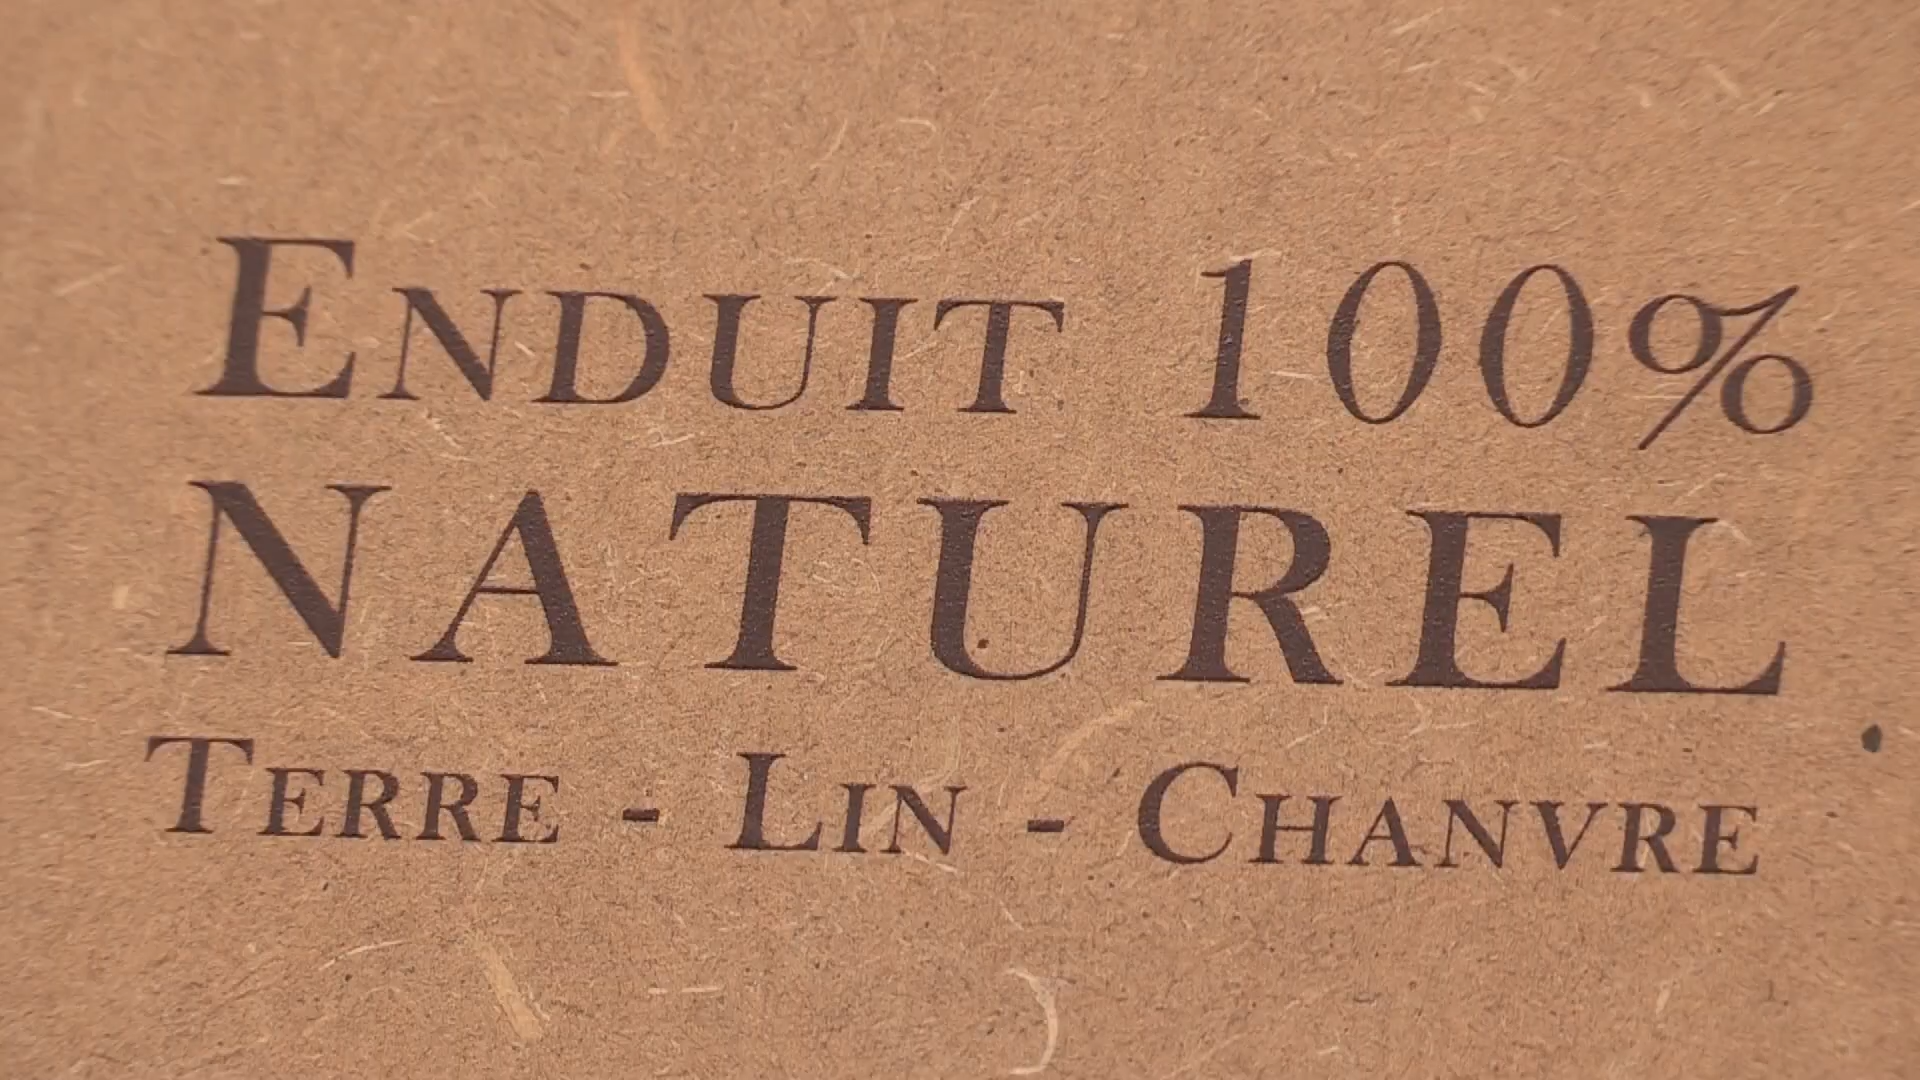 ENDUIT 100%
NATUREL
TERRE - LIN - CHANVRE